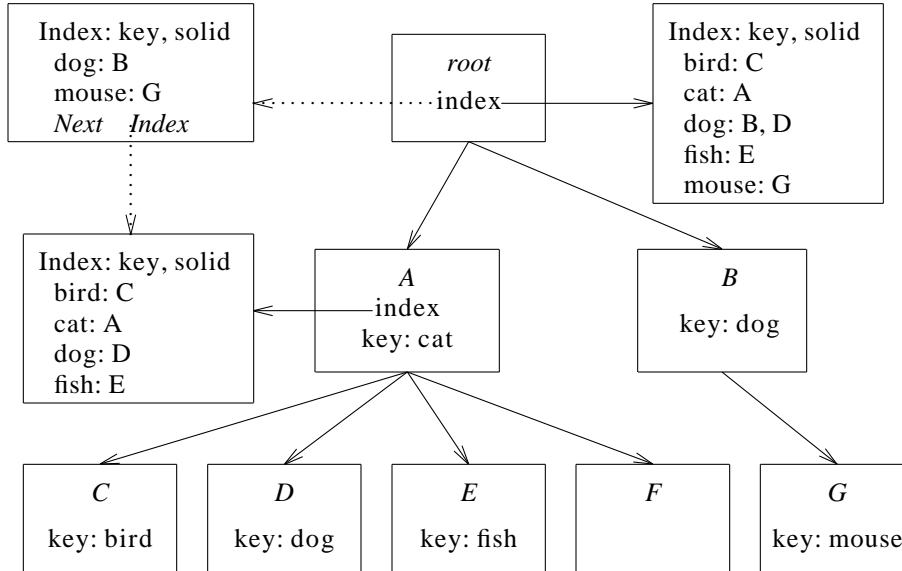 Index: key, solid
dog: B
mouse: G
Next Index
root
index
Index: key, solid
bird: C
cat: A
dog: B, D
fish: E
mouse: G
Index: key, solid
bird: C
cat: A
dog: D
fish: E
A
index
key: cat
B
key: dog
C
key: bird
D
key: dog
E
key: fish
F
G
key: mouse